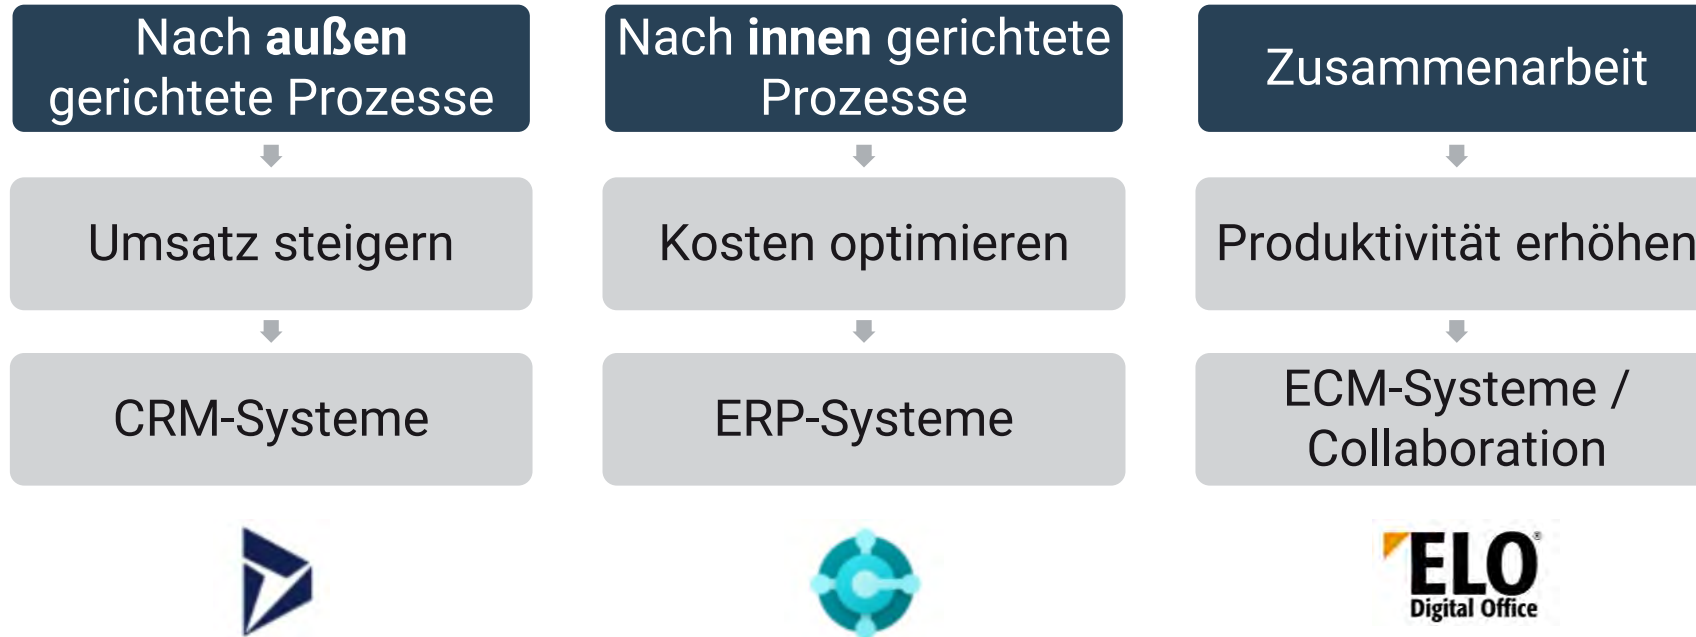 Nach außen
gerichtete Prozesse
Nach innen gerichtete
Prozesse
Zusammenarbeit
Umsatz steigern
Kosten optimieren
Produktivität erhöhen
CRM-Systeme
ERP-Systeme
ECM-Systeme /
Collaboration
ELO®
Digital Office